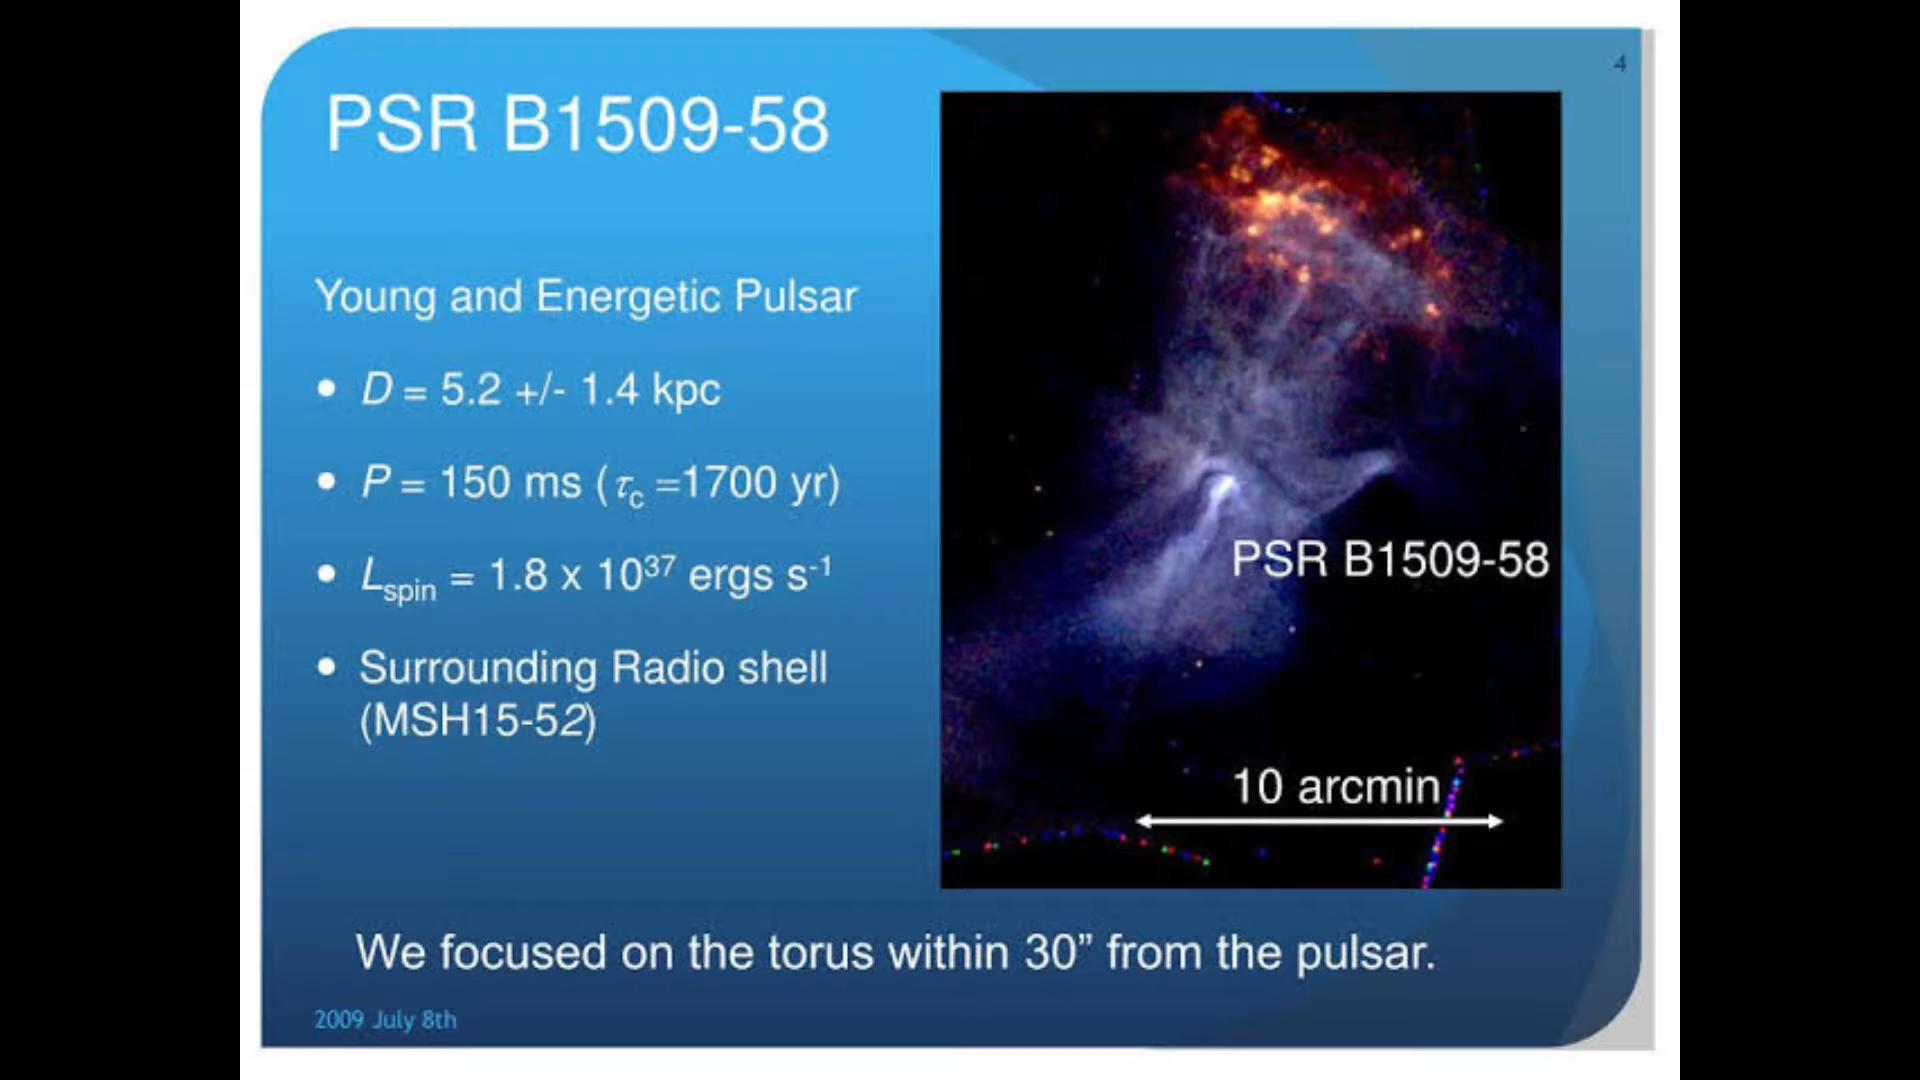 4
PSR B1509-58
Young and Energetic Pulsar
• D = 5.2 +/- 1.4 kpc
• P = 150 ms (τc =1700 yr)
• Lspin = 1.8 x 10³⁷ ergs s⁻¹
• Surrounding Radio shell
(MSH15-52)
PSR B1509-58
10 arcmin
We focused on the torus within 30” from the pulsar.
2009 July 8th